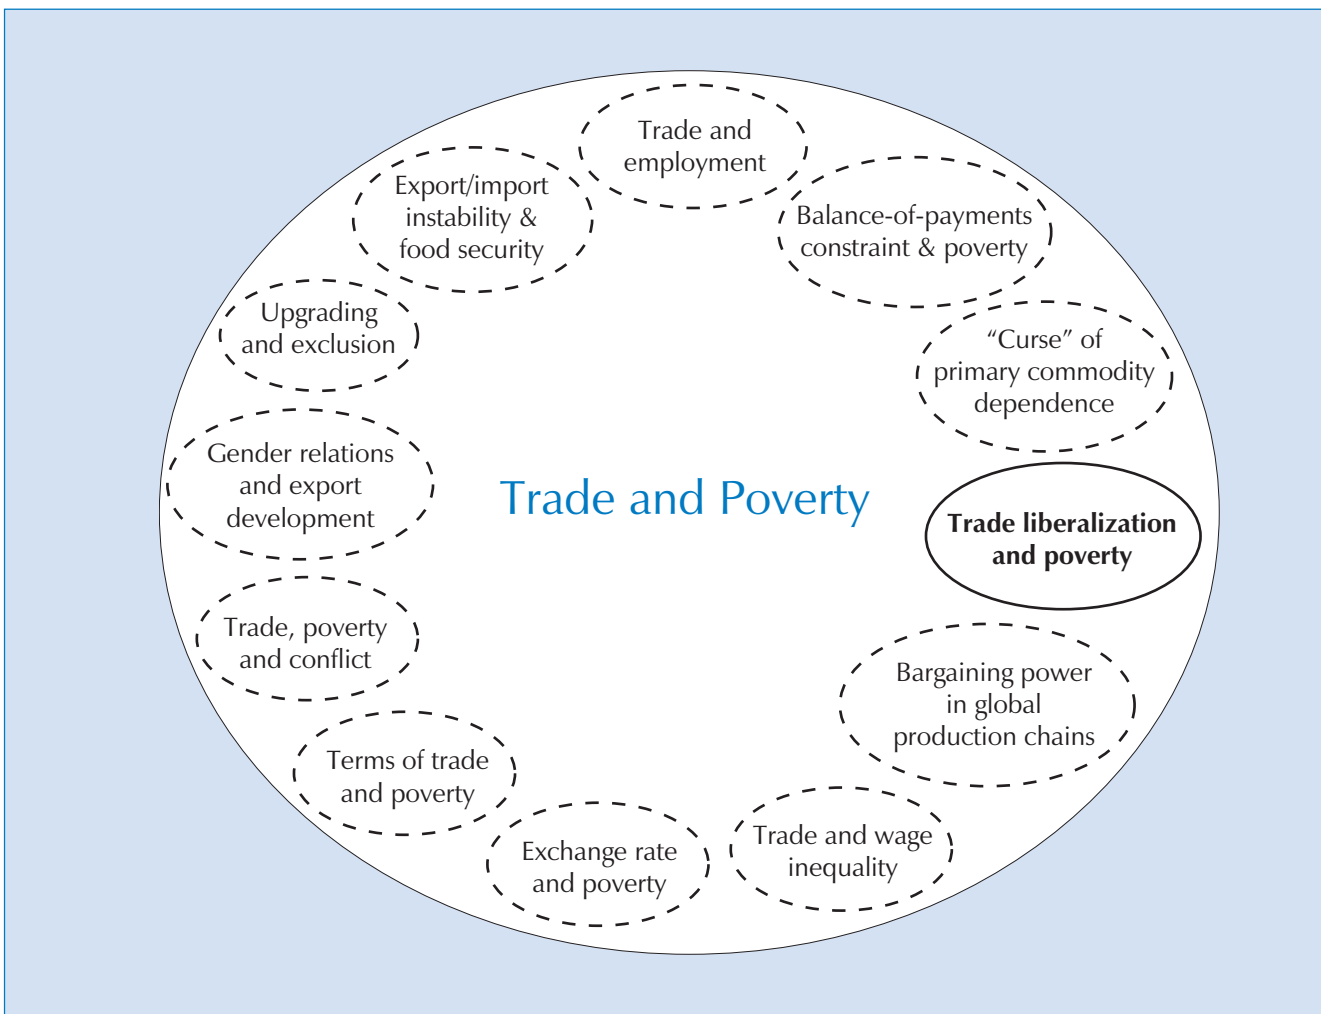 Trade and
employment
Export/import
instability &
food security
Balance-of-payments
constraint & poverty
Upgrading
and exclusion
“Curse” of
primary commodity
dependence
Gender relations
and export
development
Trade and Poverty
Trade liberalization
and poverty
Trade, poverty
and conflict
Bargaining power
in global
production chains
Terms of trade
and poverty
Exchange rate
and poverty
Trade and wage
inequality